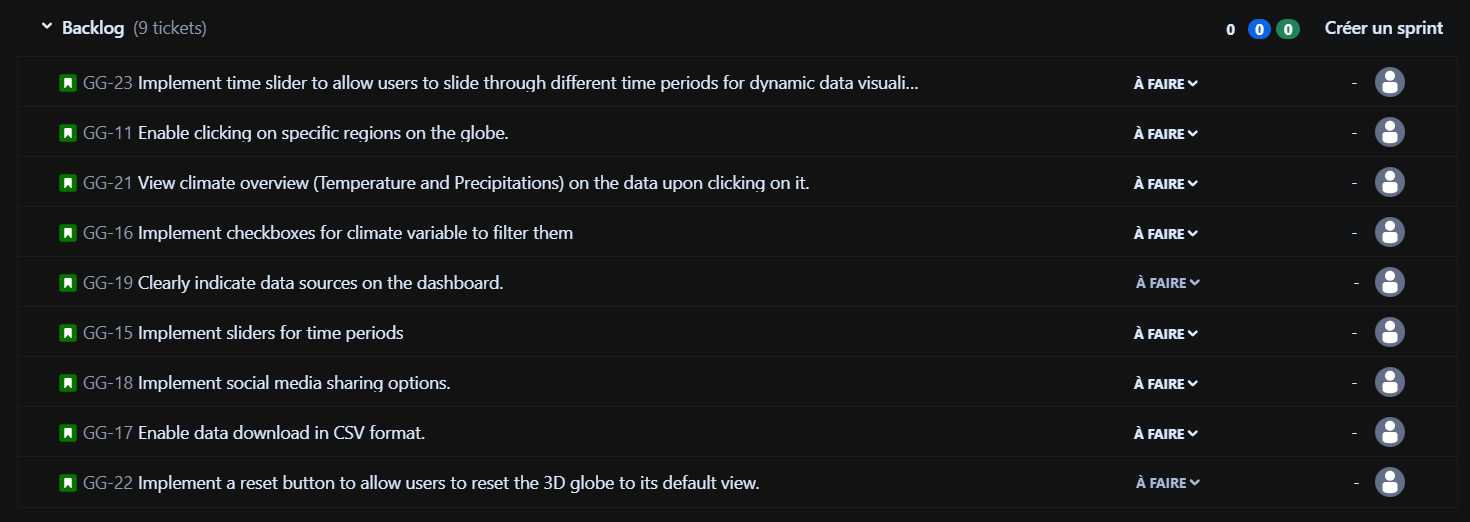 Backlog (9 tickets) 0 0 0 Créer un sprint
GG-23 Implement time slider to allow users to slide through different time periods for dynamic data visuali... À FAIRE -
GG-11 Enable clicking on specific regions on the globe. À FAIRE -
GG-21 View climate overview (Temperature and Precipitations) on the data upon clicking on it. À FAIRE -
GG-16 Implement checkboxes for climate variable to filter them À FAIRE -
GG-19 Clearly indicate data sources on the dashboard. À FAIRE -
GG-15 Implement sliders for time periods À FAIRE -
GG-18 Implement social media sharing options. À FAIRE -
GG-17 Enable data download in CSV format. À FAIRE -
GG-22 Implement a reset button to allow users to reset the 3D globe to its default view. À FAIRE -